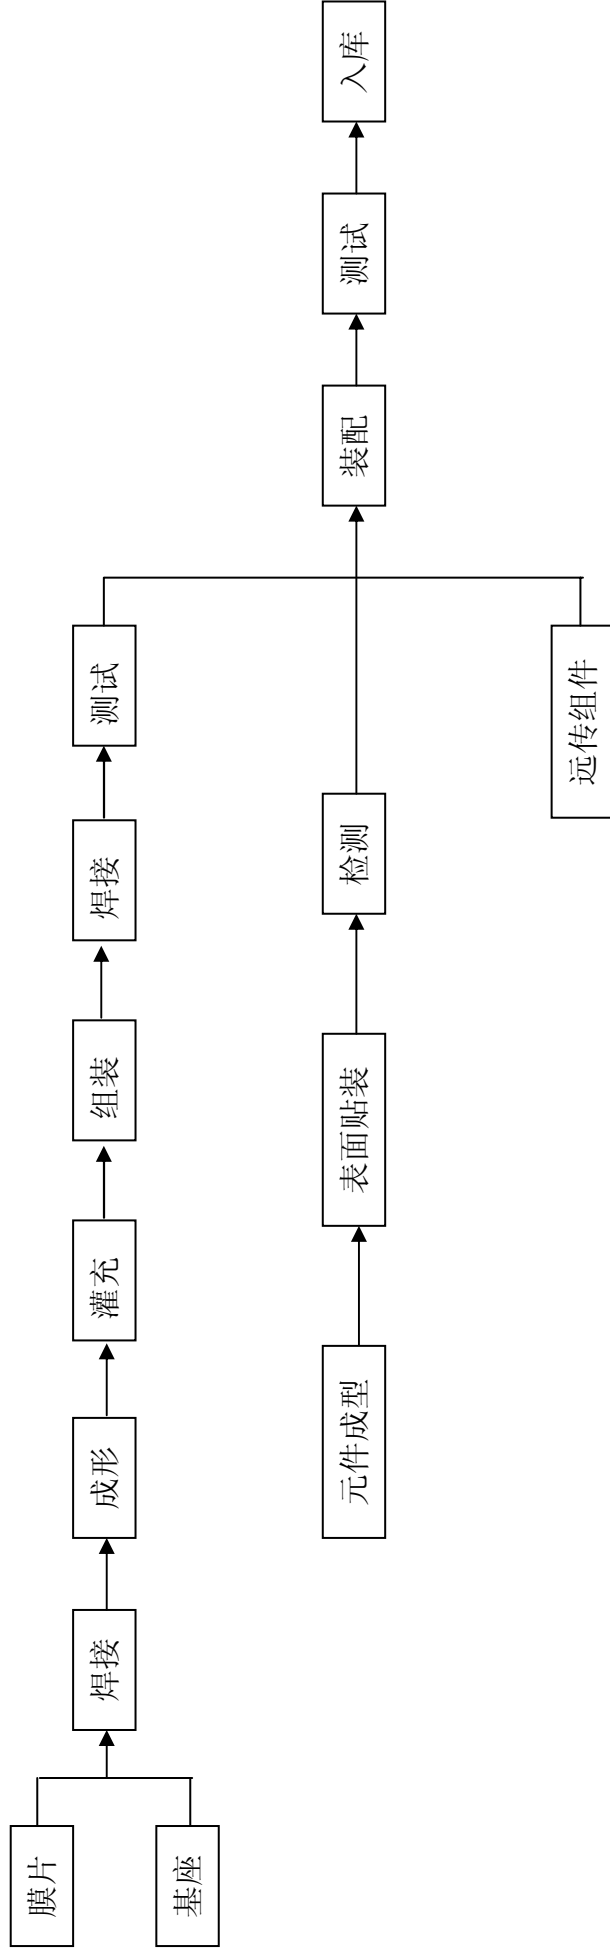 膜片
基座
焊接
成形
灌充
组装
焊接
测试
元件成型
表面贴装
检测
远传组件
装配
测试
入库